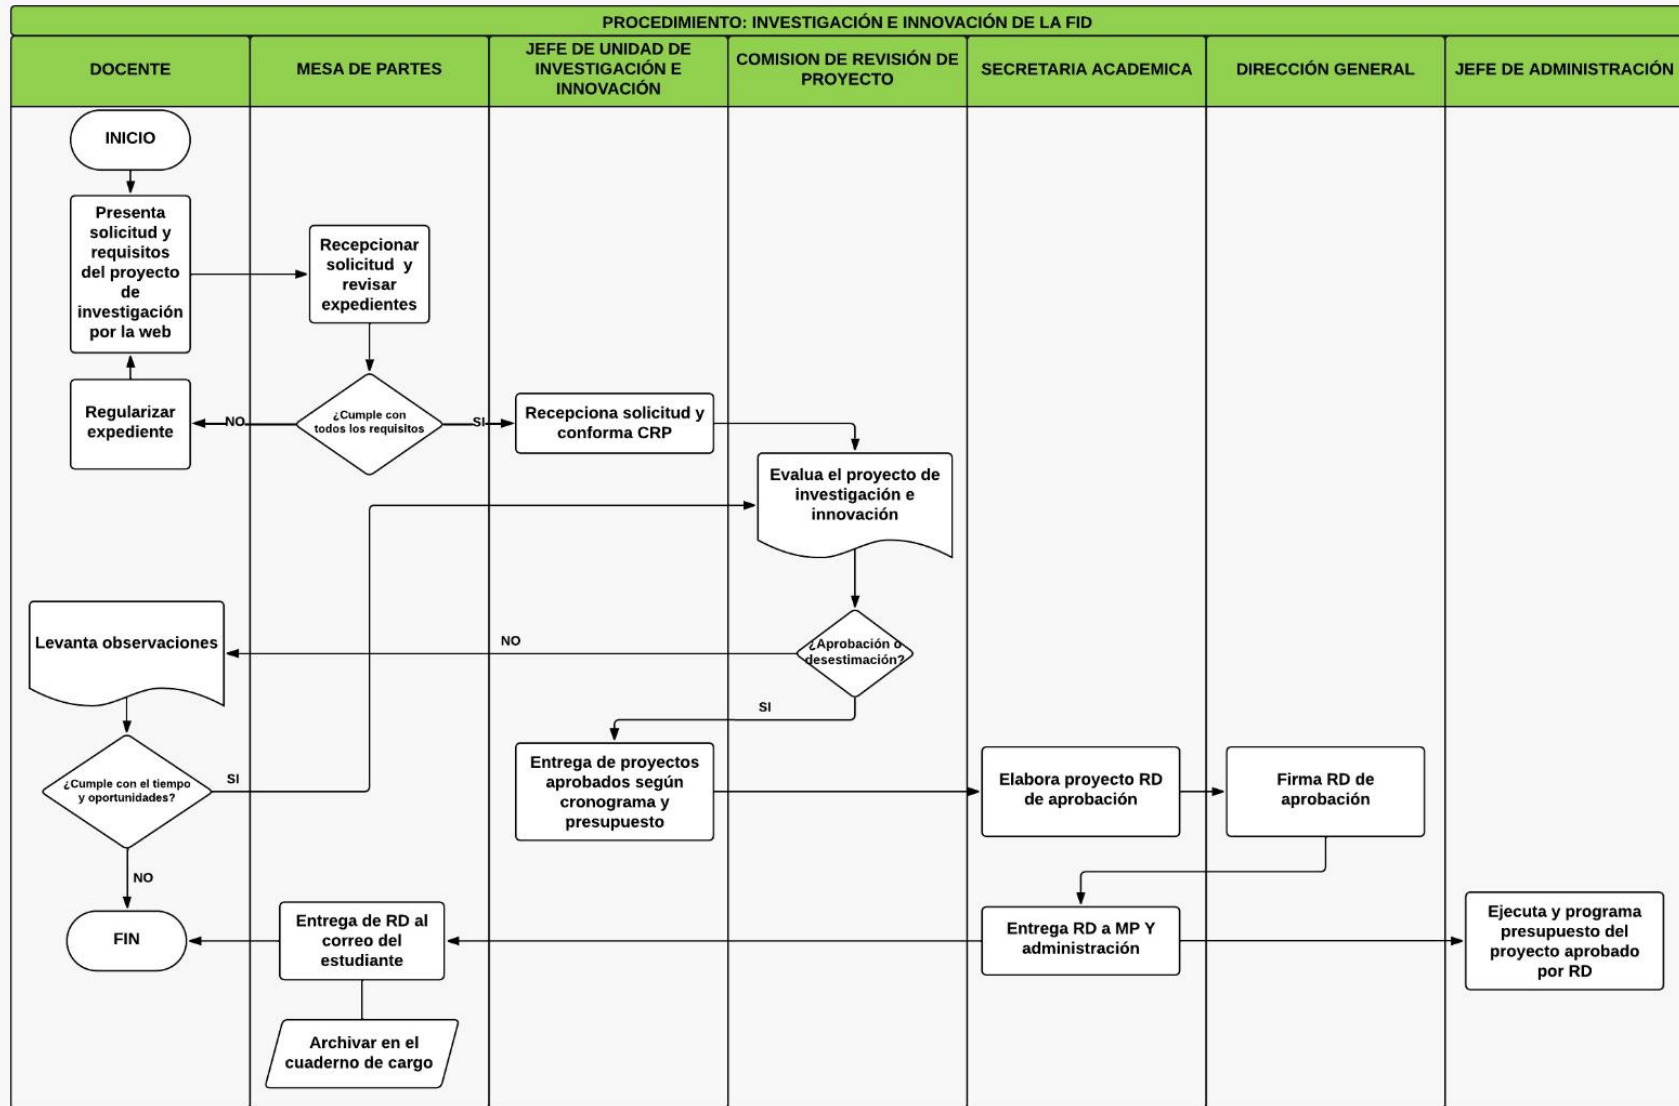 PROCEDIMIENTO: INVESTIGACIÓN E INNOVACIÓN DE LA FID
DOCENTE
MESA DE PARTES
JEFE DE UNIDAD DE
INVESTIGACIÓN E
INNOVACIÓN
COMISION DE REVISIÓN DE
PROYECTO
SECRETARIA ACADEMICA
DIRECCIÓN GENERAL
JEFE DE ADMINISTRACIÓN
INICIO
Presenta
solicitud y
requisitos
del proyecto
de
investigación
por la web
Recepcionar
solicitud y
revisar
expedientes
Regularizar
expediente
NO
¿Cumple con
todos los requisitos
SI
Recepciona solicitud y
conforma CRP
Evalua el proyecto de
investigación e
innovación
Levanta observaciones
NO
¿Aprobación o
desestimación?
SI
¿Cumple con el tiempo
y oportunidades?
SI
Entrega de proyectos
aprobados según
cronograma y
presupuesto
Elabora proyecto RD
de aprobación
Firma RD de
aprobación
NO
FIN
Entrega de RD al
correo del
estudiante
Entrega RD a MP Y
administración
Ejecuta y programa
presupuesto del
proyecto aprobado
por RD
Archivar en el
cuaderno de cargo